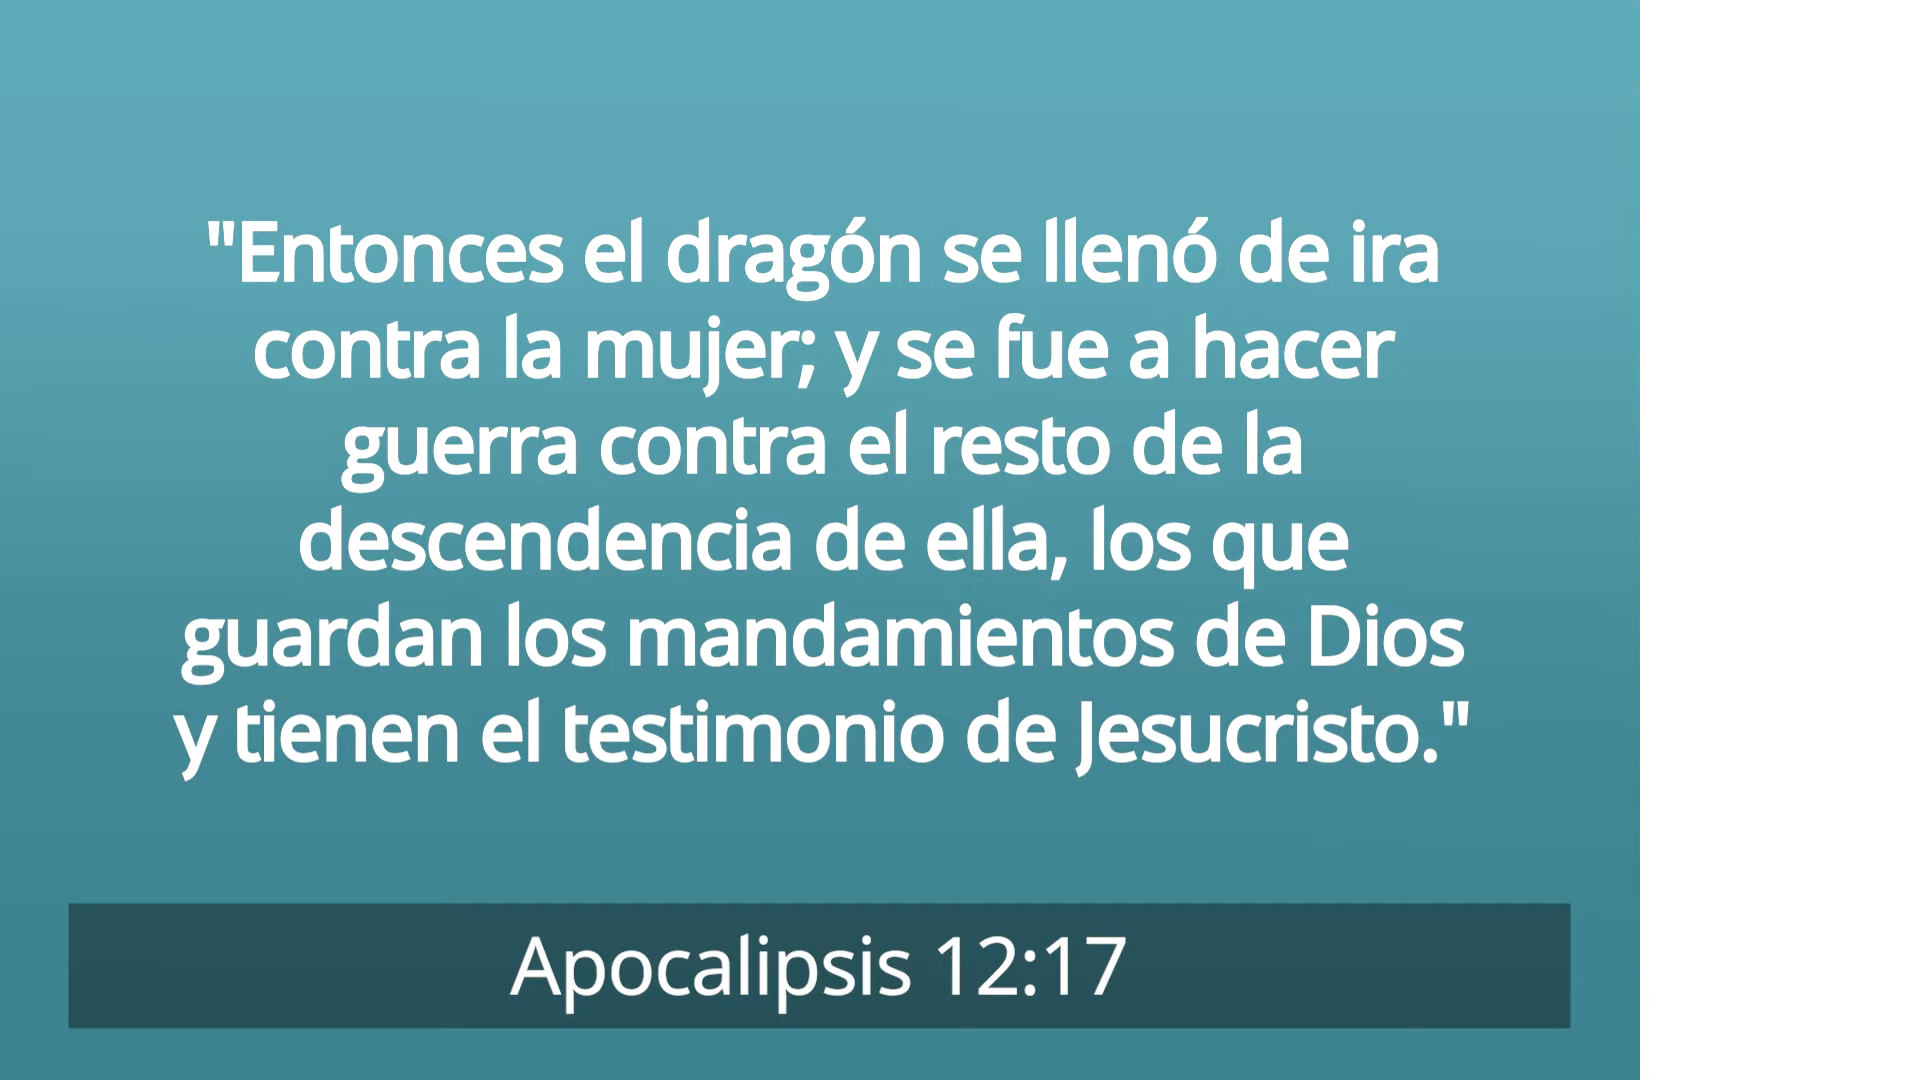 "Entonces el dragón se llenó de ira
contra la mujer; y se fue a hacer
guerra contra el resto de la
descendencia de ella, los que
guardan los mandamientos de Dios
y tienen el testimonio de Jesucristo."
Apocalipsis 12:17